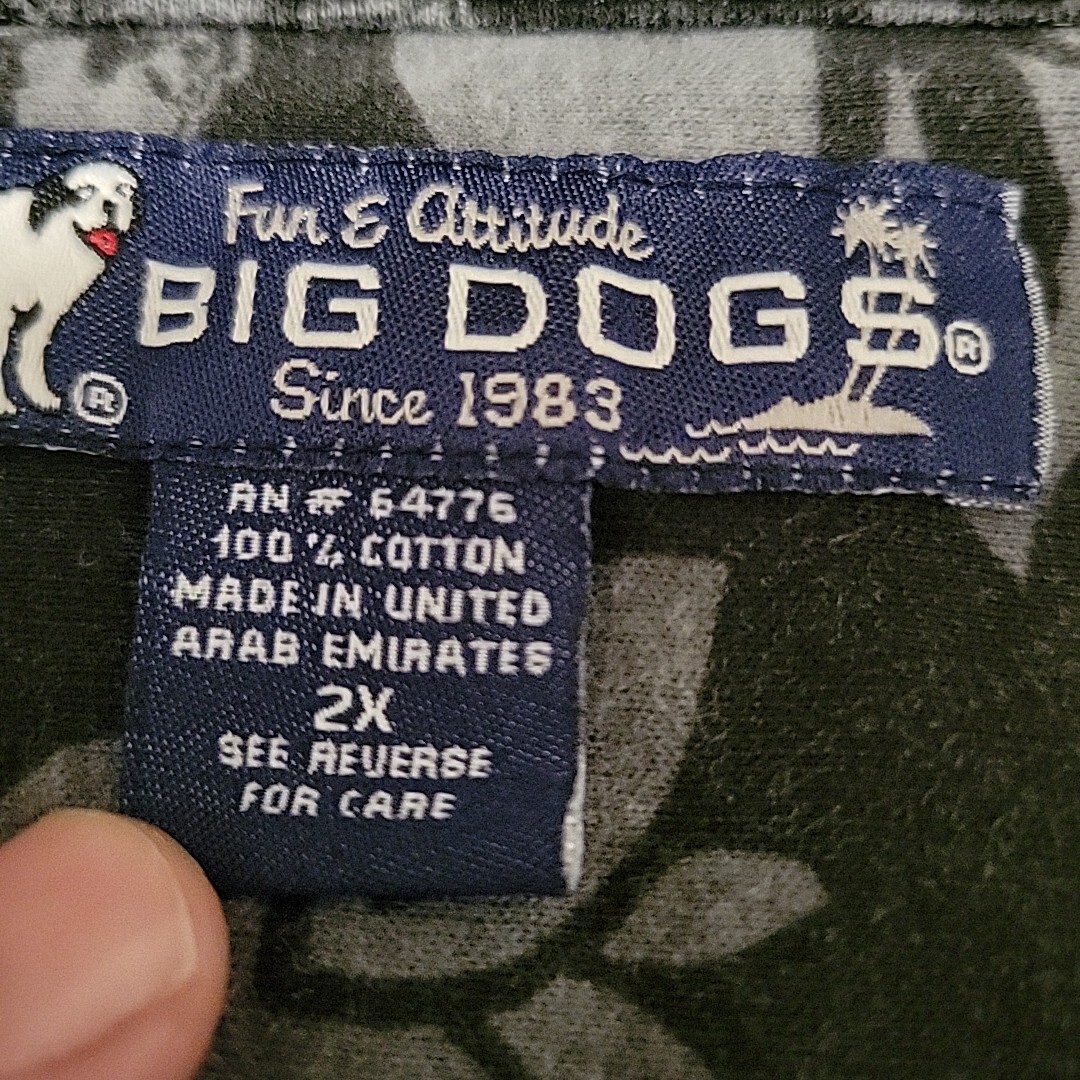 Fun & Attitude
BIG DOGS®
Since 1983
®
RN # 64776
100% COTTON
MADE IN UNITED
ARAB EMIRATES
2X
SEE REVERSE
FOR CARE